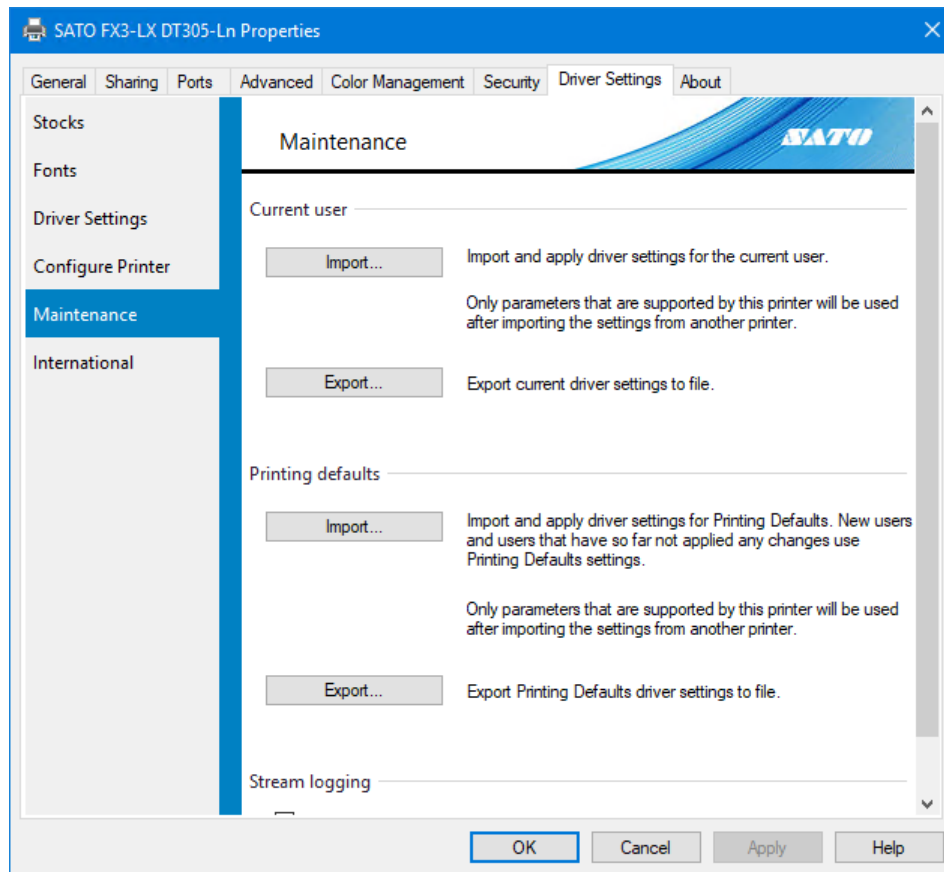 SATO FX3-LX DT305-Ln Properties
General Sharing Ports Advanced Color Management Security Driver Settings About
Stocks
Fonts
Driver Settings
Configure Printer
Maintenance
International
Maintenance
SATO
Current user
Import...
Import and apply driver settings for the current user.
Only parameters that are supported by this printer will be used
after importing the settings from another printer.
Export...
Export current driver settings to file.
Printing defaults
Import...
Import and apply driver settings for Printing Defaults. New users
and users that have so far not applied any changes use
Printing Defaults settings.
Only parameters that are supported by this printer will be used
after importing the settings from another printer.
Export...
Export Printing Defaults driver settings to file.
Stream logging
OK Cancel Apply Help